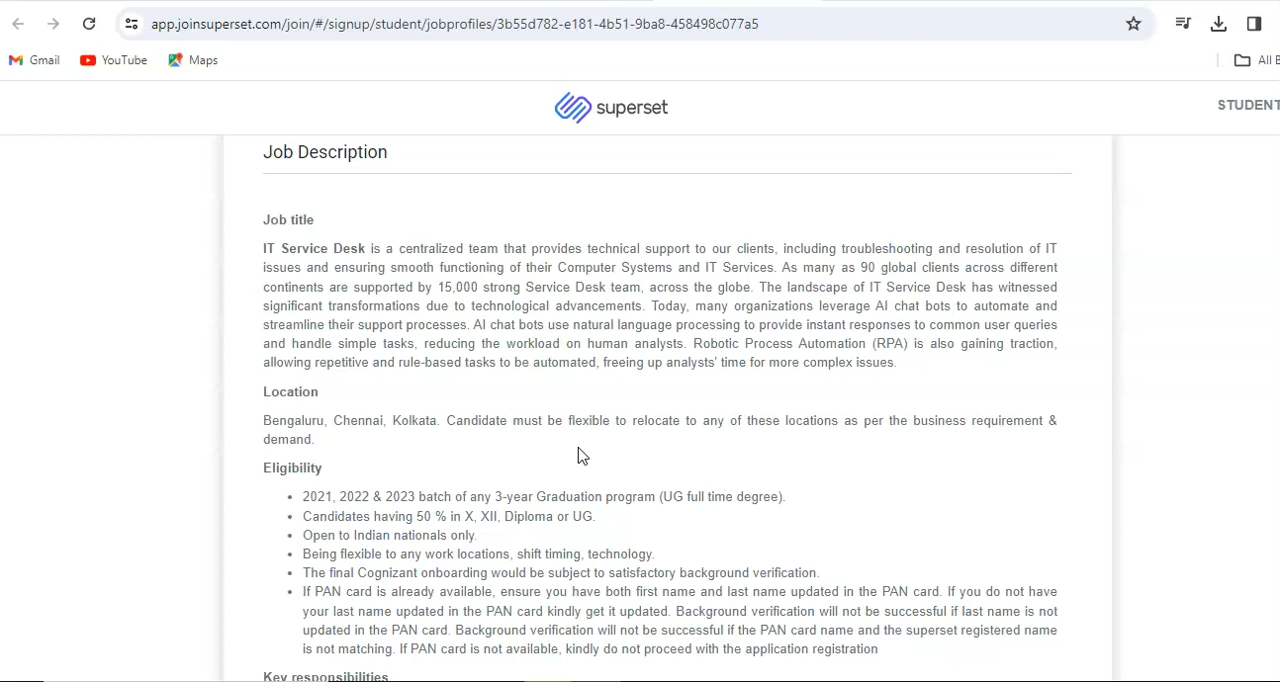 app.joinsuperset.com/join/#/signup/student/jobprofiles/3b55d782-e181-4b51-9ba8-458498c077a5
Gmail YouTube Maps All B
superset
STUDENT
Job Description
Job title
IT Service Desk is a centralized team that provides technical support to our clients, including troubleshooting and resolution of IT
issues and ensuring smooth functioning of their Computer Systems and IT Services. As many as 90 global clients across different
continents are supported by 15,000 strong Service Desk team, across the globe. The landscape of IT Service Desk has witnessed
significant transformations due to technological advancements. Today, many organizations leverage AI chat bots to automate and
streamline their support processes. AI chat bots use natural language processing to provide instant responses to common user queries
and handle simple tasks, reducing the workload on human analysts. Robotic Process Automation (RPA) is also gaining traction,
allowing repetitive and rule-based tasks to be automated, freeing up analysts' time for more complex issues.
Location
Bengaluru, Chennai, Kolkata. Candidate must be flexible to relocate to any of these locations as per the business requirement &
demand.
Eligibility
• 2021, 2022 & 2023 batch of any 3-year Graduation program (UG full time degree).
• Candidates having 50 % in X, XII, Diploma or UG.
• Open to Indian nationals only.
• Being flexible to any work locations, shift timing, technology.
• The final Cognizant onboarding would be subject to satisfactory background verification.
• If PAN card is already available, ensure you have both first name and last name updated in the PAN card. If you do not have
your last name updated in the PAN card kindly get it updated. Background verification will not be successful if last name is not
updated in the PAN card. Background verification will not be successful if the PAN card name and the superset registered name
is not matching. If PAN card is not available, kindly do not proceed with the application registration
Key responsibilities